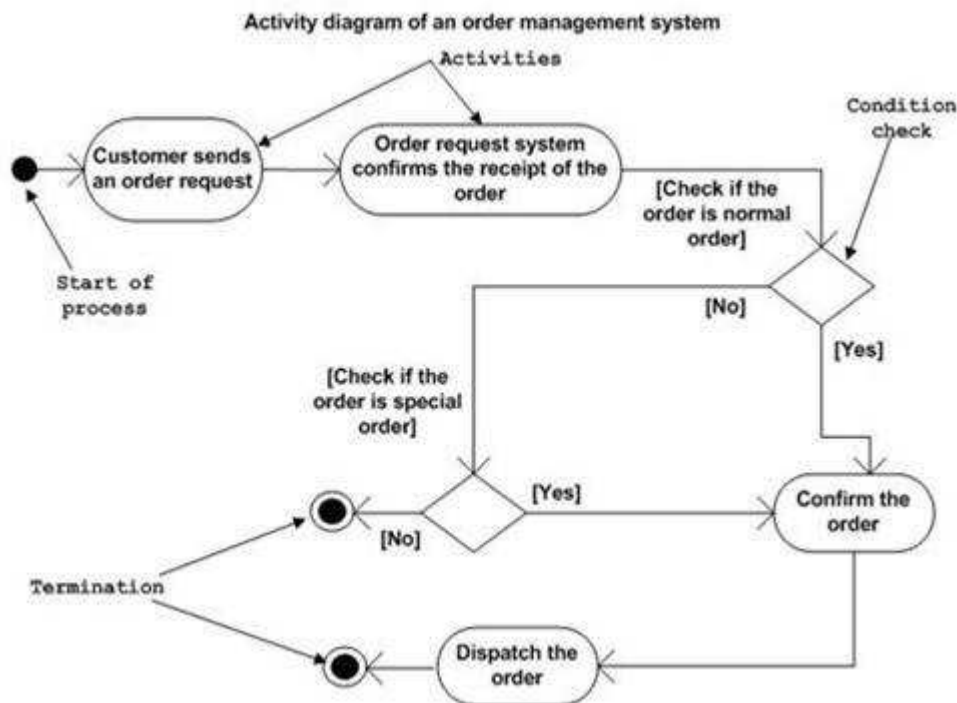 Activity diagram of an order management system
Activities
Condition
check
Customer sends
an order request
Order request system
confirms the receipt of the
order
[Check if the
order is normal
order]
Start of
process
[No]
[Yes]
[Check if the
order is special
order]
[Yes]
[No]
Confirm the
order
Termination
Dispatch the
order